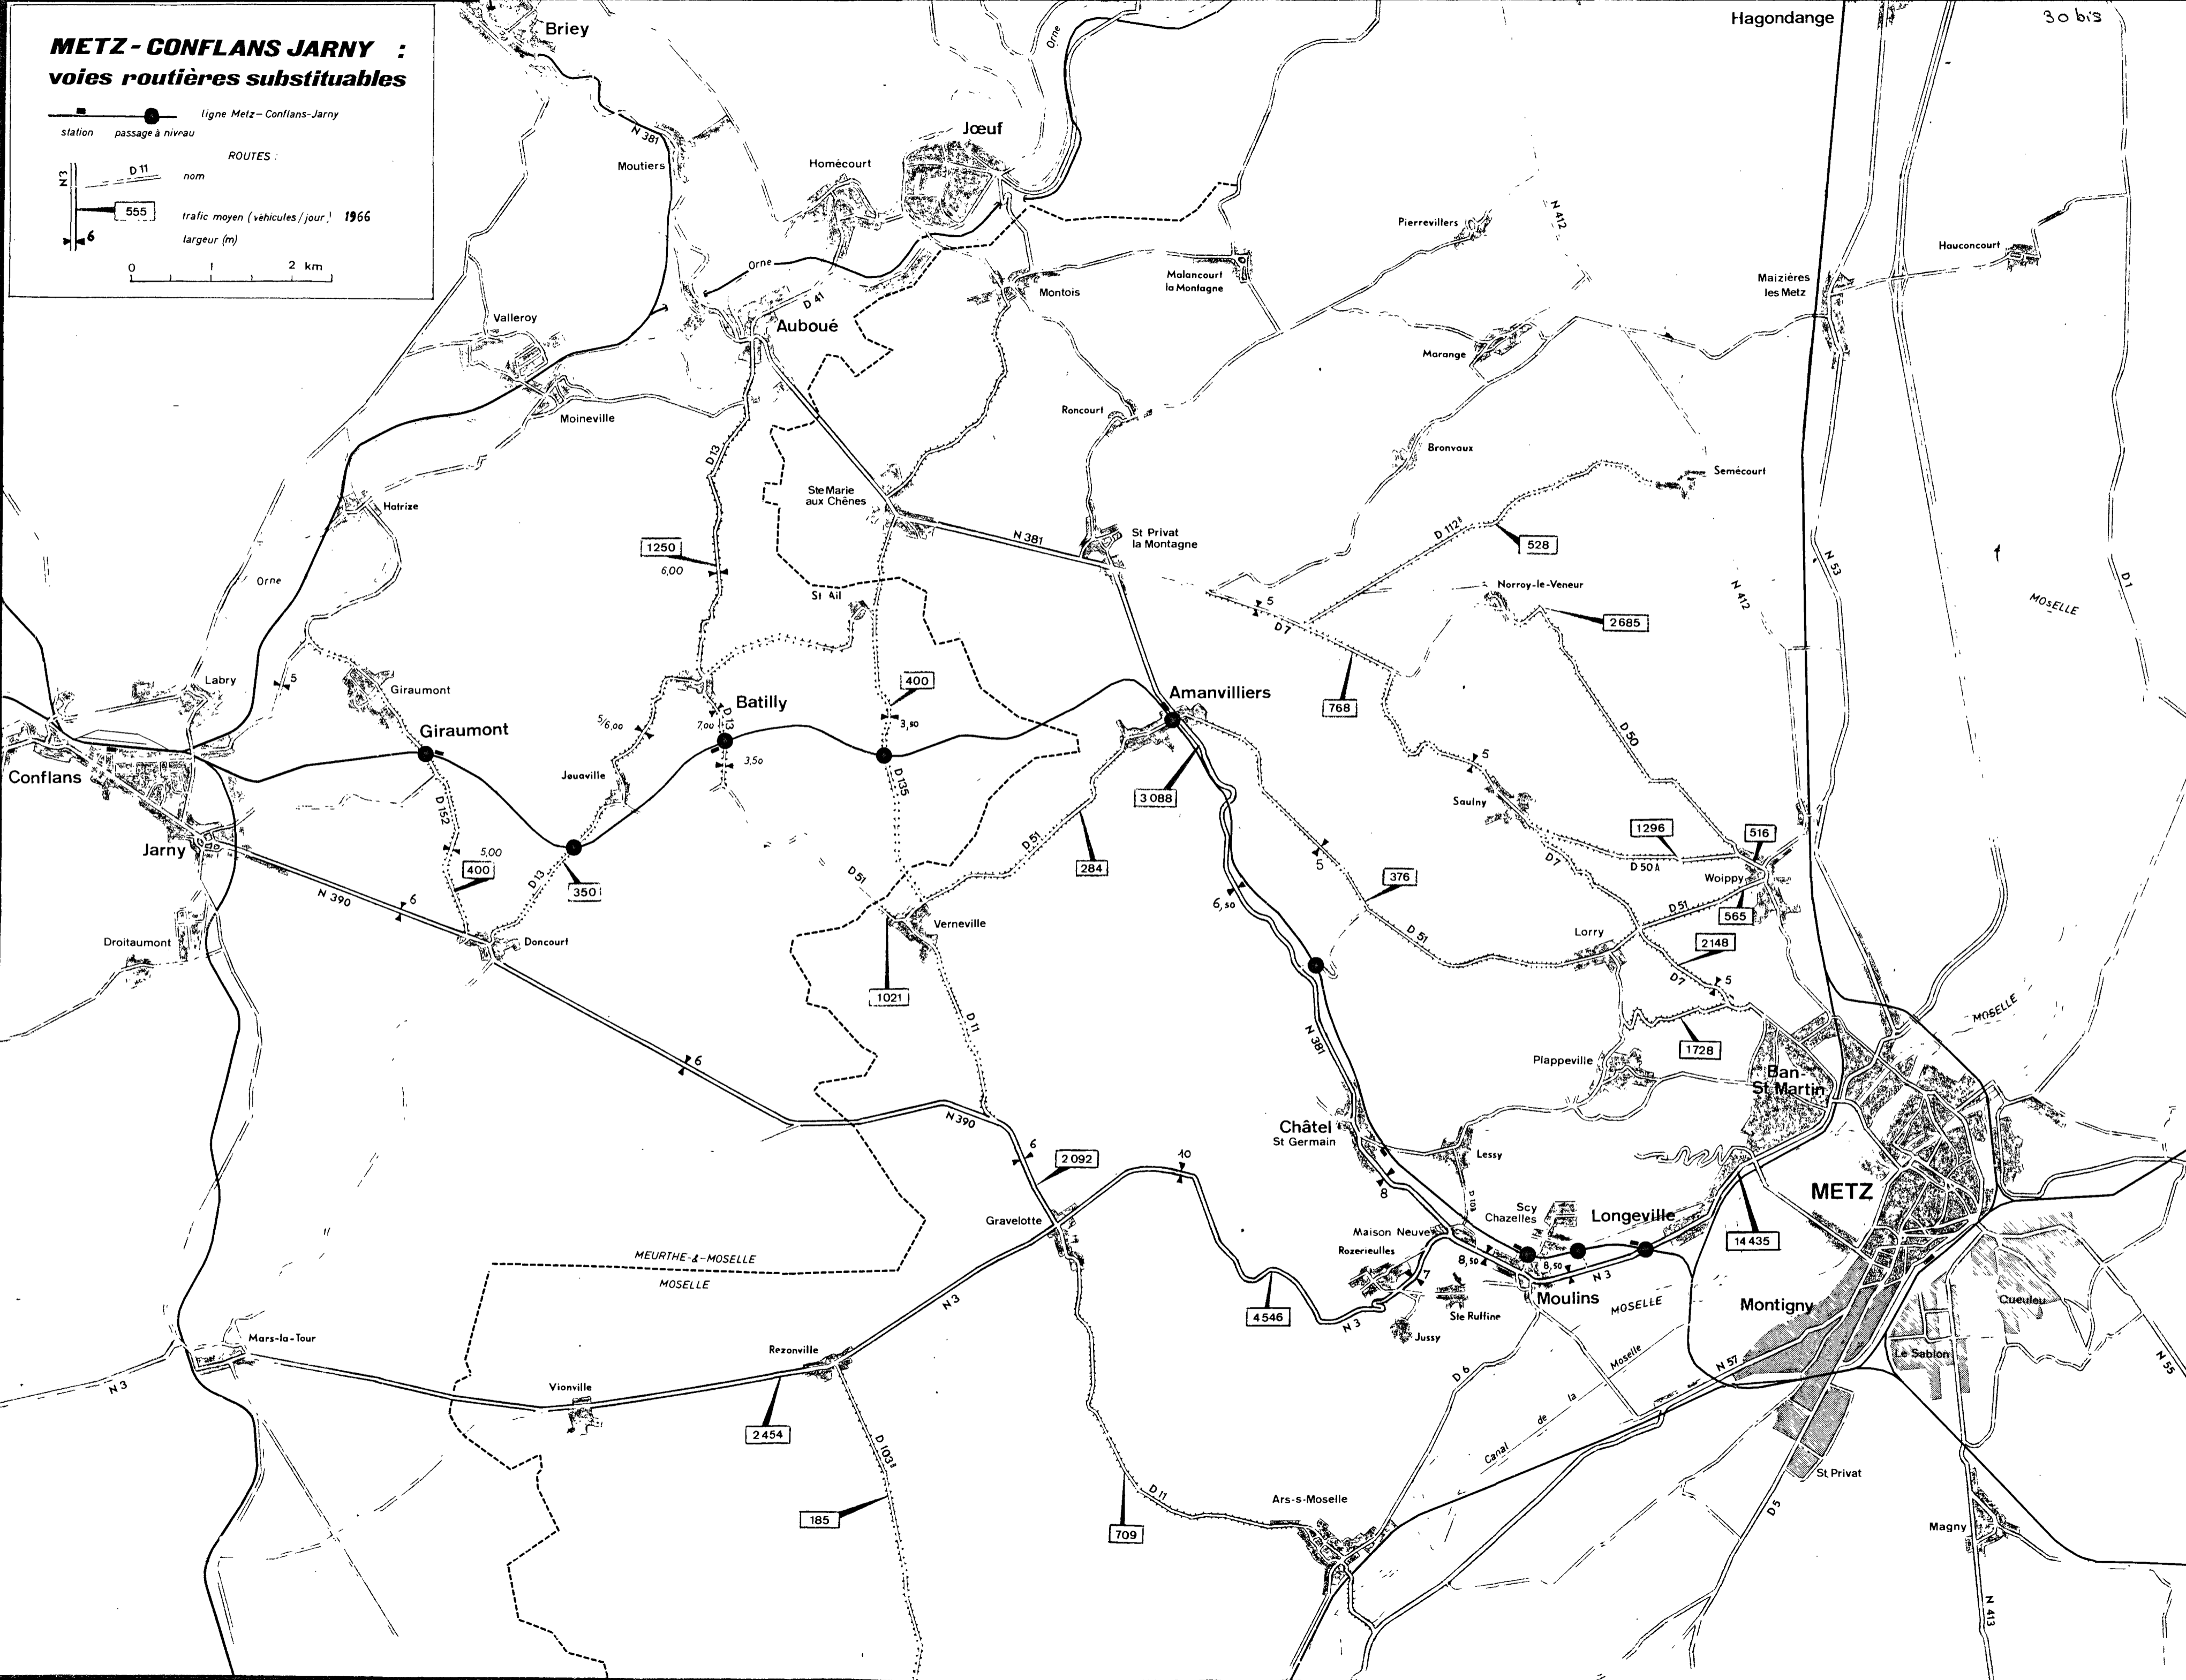 METZ - CONFLANS JARNY :
voies routières substituables
ligne Metz-Conflans-Jarny
station
passage à niveau
ROUTES :
N3
D 11
nom
555
trafic moyen (véhicules / jour) 1966
6
largeur (m)
0 1 2 km
Briey
Hagondange
30 bis
Orne
N 381
Moutiers
Homécourt
Jœuf
Pierrevillers
N 412
Hauconcourt
Malancourt
la Montagne
Montois
Maizières
les Metz
Orne
D 41
Valleroy
Auboué
Marange
Moineville
Roncourt
Bronvaux
D 13
Semécourt
Ste Marie
aux Chênes
Hatrize
N 381
St Privat
la Montagne
D 112
528
N 53
1250
6,00
Orne
St Ail
5
D7
Norroy-le-Veneur
2685
N 412
D 1
MOSELLE
Labry
5
Giraumont
Giraumont
Batilly
5/6,00
7,00
D 13
3,50
400
3,50
Amanvilliers
768
D 50
Conflans
Jouaville
D 135
3 088
5
Saulny
Jarny
D 152
5,00
400
D 13
350
D 51
D 51
284
5
376
1296
D 50 A
516
D7
Woippy
N 390
6
6,50
D 51
565
Droitaumont
Doncourt
Verneville
D 51
Lorry
2148
D7
5
1021
D 11
N 381
1728
MOSELLE
6
Plappeville
Ban-
St Martin
N 390
6
2 092
10
Châtel
St Germain
Lessy
8
D 103
METZ
Gravelotte
Scy
Chazelles
Longeville
Maison Neuve
Rozerieulles
14 435
MEURTHE-&-MOSELLE
MOSELLE
8,50
8,50
N 3
7
Moulins
MOSELLE
Montigny
Queuleu
N 3
4 546
N 3
Ste Ruffine
Jussy
Mars-la-Tour
Rezonville
Le Sablon
N 3
Vionville
D 6
Moselle
la
de
Canal
N 57
N 55
2 454
D 103
St Privat
185
709
D 11
Ars-s-Moselle
D 5
Magny
N 413